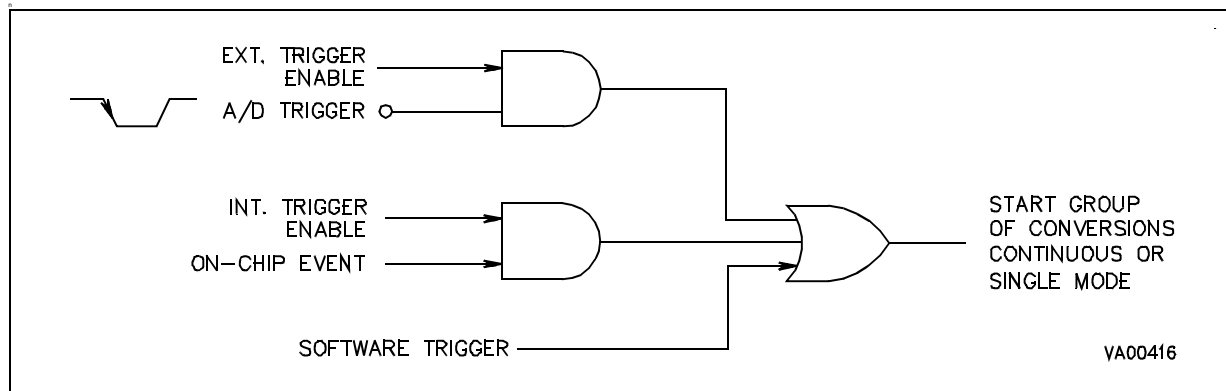 EXT. TRIGGER
ENABLE
A/D TRIGGER
INT. TRIGGER
ENABLE
ON-CHIP EVENT
SOFTWARE TRIGGER
START GROUP
OF CONVERSIONS
CONTINUOUS OR
SINGLE MODE
VA00416